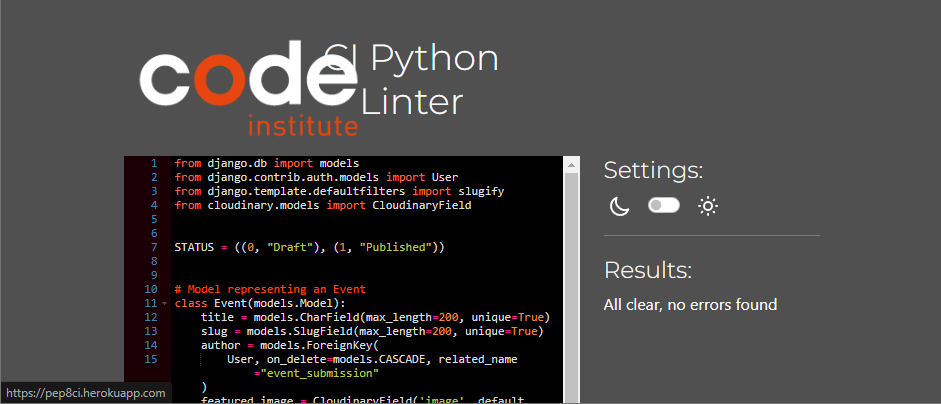 code
institute
CI Python
Linter
1 from django.db import models
2 from django.contrib.auth.models import User
3 from django.template.defaultfilters import slugify
4 from cloudinary.models import CloudinaryField
5
6
7 STATUS = ((0, "Draft"), (1, "Published"))
8
9
10 # Model representing an Event
11 class Event(models.Model):
12 title = models.CharField(max_length=200, unique=True)
13 slug = models.SlugField(max_length=200, unique=True)
14 author = models.ForeignKey(
15 User, on_delete=models.CASCADE, related_name
="event_submission"
)
featured_image = CloudinaryField('image', default
Settings:
Results:
All clear, no errors found
https://pep8ci.herokuapp.com